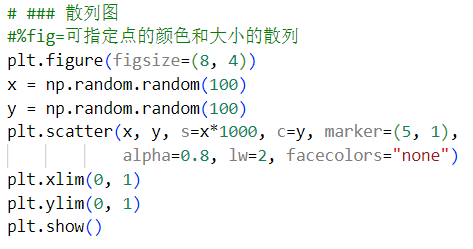 # ### 散列图
#%fig=可指定点的颜色和大小的散列
plt.figure(figsize=(8, 4))
x = np.random.random(100)
y = np.random.random(100)
plt.scatter(x, y, s=x*1000, c=y, marker=(5, 1),
            alpha=0.8, lw=2, facecolors="none")
plt.xlim(0, 1)
plt.ylim(0, 1)
plt.show()